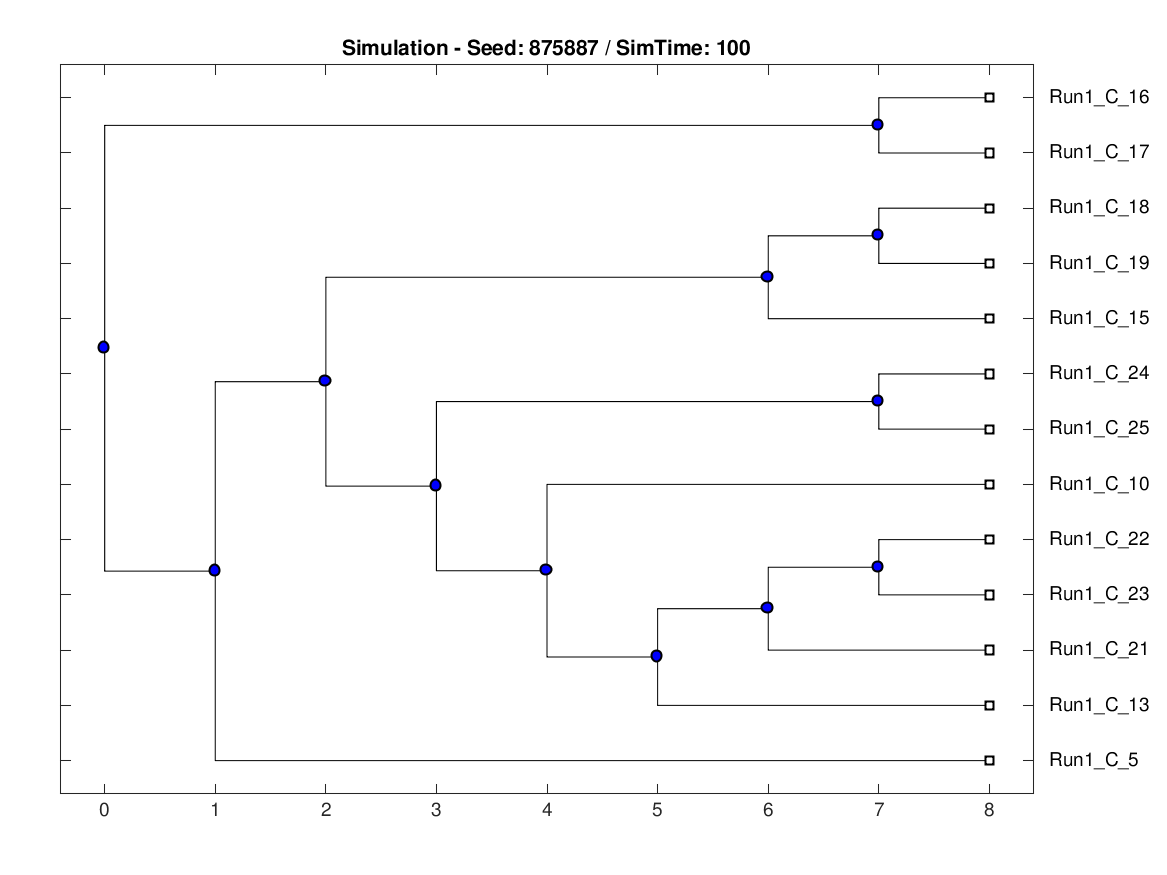 Simulation - Seed: 875887 / SimTime: 100
Run1_C_16
Run1_C_17
Run1_C_18
Run1_C_19
Run1_C_15
Run1_C_24
Run1_C_25
Run1_C_10
Run1_C_22
Run1_C_23
Run1_C_21
Run1_C_13
Run1_C_5
0 1 2 3 4 5 6 7 8